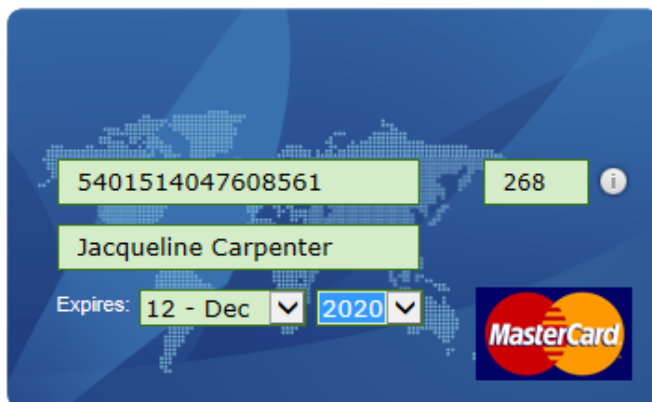 5401514047608561 268 i
Jacqueline Carpenter
Expires: 12 - Dec 2020
MasterCard